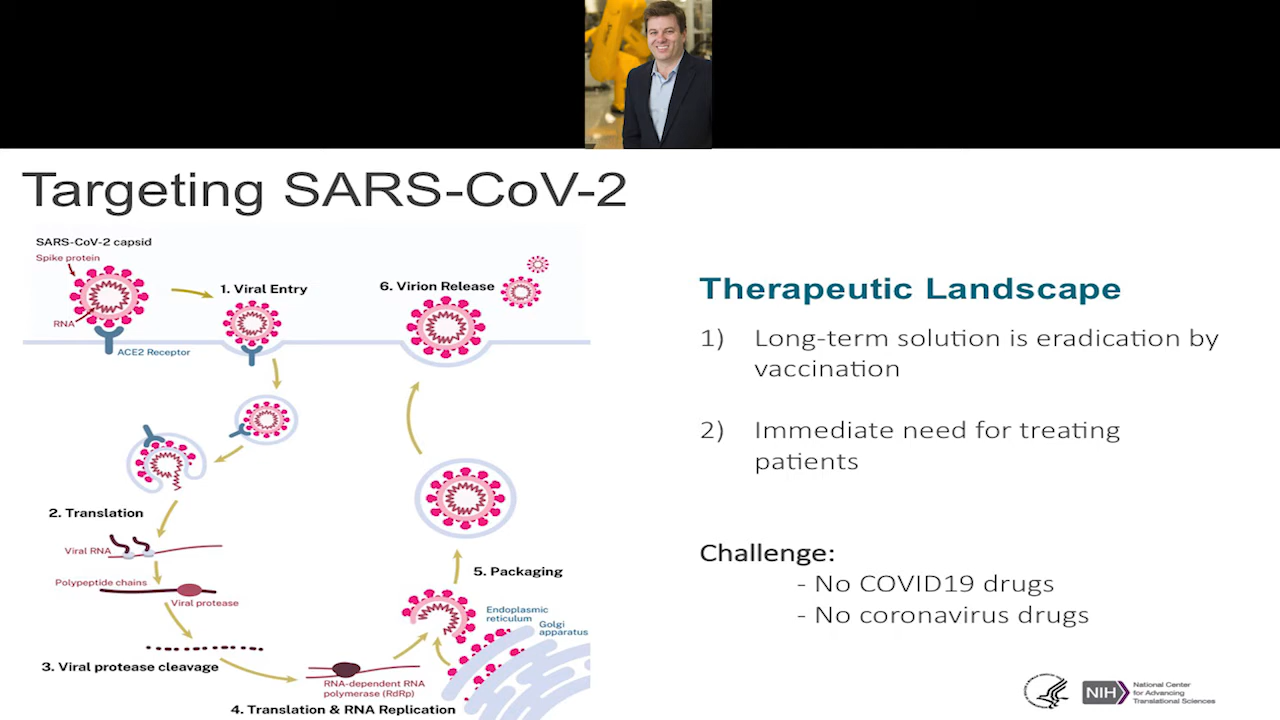 Targeting SARS-CoV-2
SARS-CoV-2 capsid
Spike protein
RNA
ACE2 Receptor
1. Viral Entry
6. Virion Release
2. Translation
Viral RNA
Polypeptide chains
Viral protease
3. Viral protease cleavage
RNA-dependent RNA
polymerase (RdRp)
4. Translation & RNA Replication
5. Packaging
Endoplasmic
reticulum
Golgi
apparatus
Therapeutic Landscape
1) Long-term solution is eradication by
vaccination
2) Immediate need for treating
patients
Challenge:
- No COVID19 drugs
- No coronavirus drugs
NIH
National Center
for Advancing
Translational Sciences